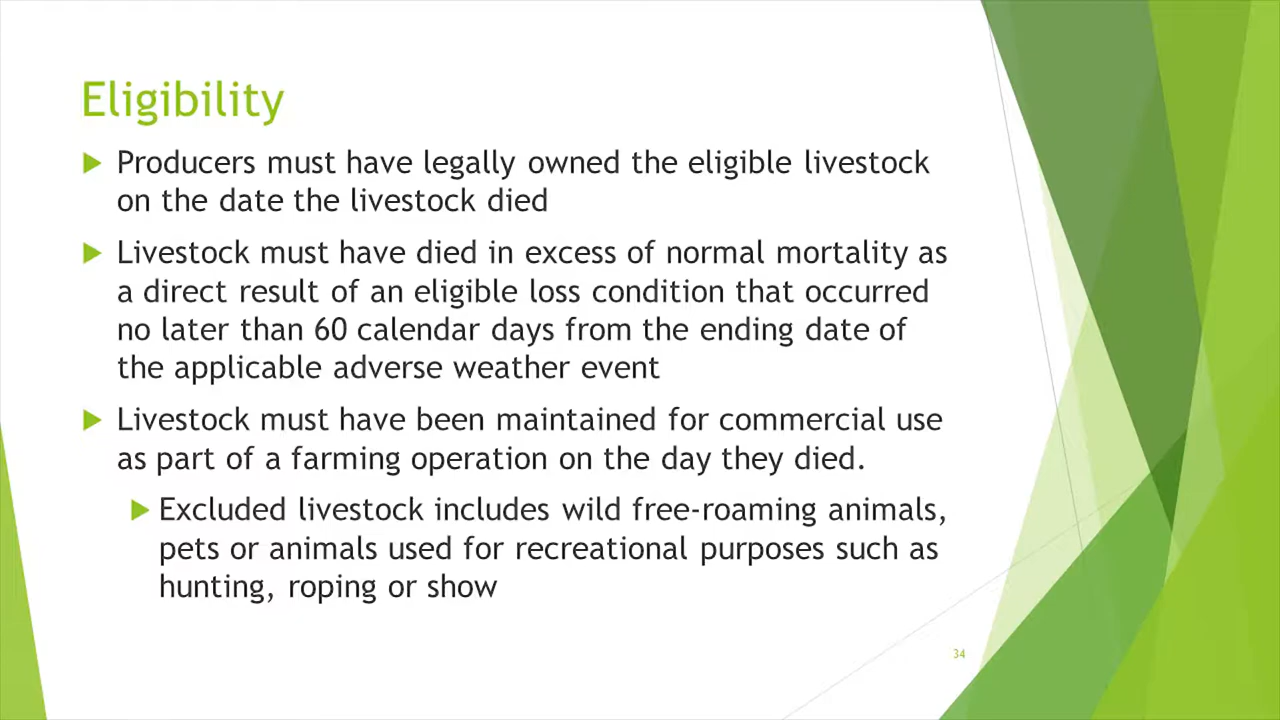 Eligibility
Producers must have legally owned the eligible livestock
on the date the livestock died
Livestock must have died in excess of normal mortality as
a direct result of an eligible loss condition that occurred
no later than 60 calendar days from the ending date of
the applicable adverse weather event
Livestock must have been maintained for commercial use
as part of a farming operation on the day they died.
Excluded livestock includes wild free-roaming animals,
pets or animals used for recreational purposes such as
hunting, roping or show
34